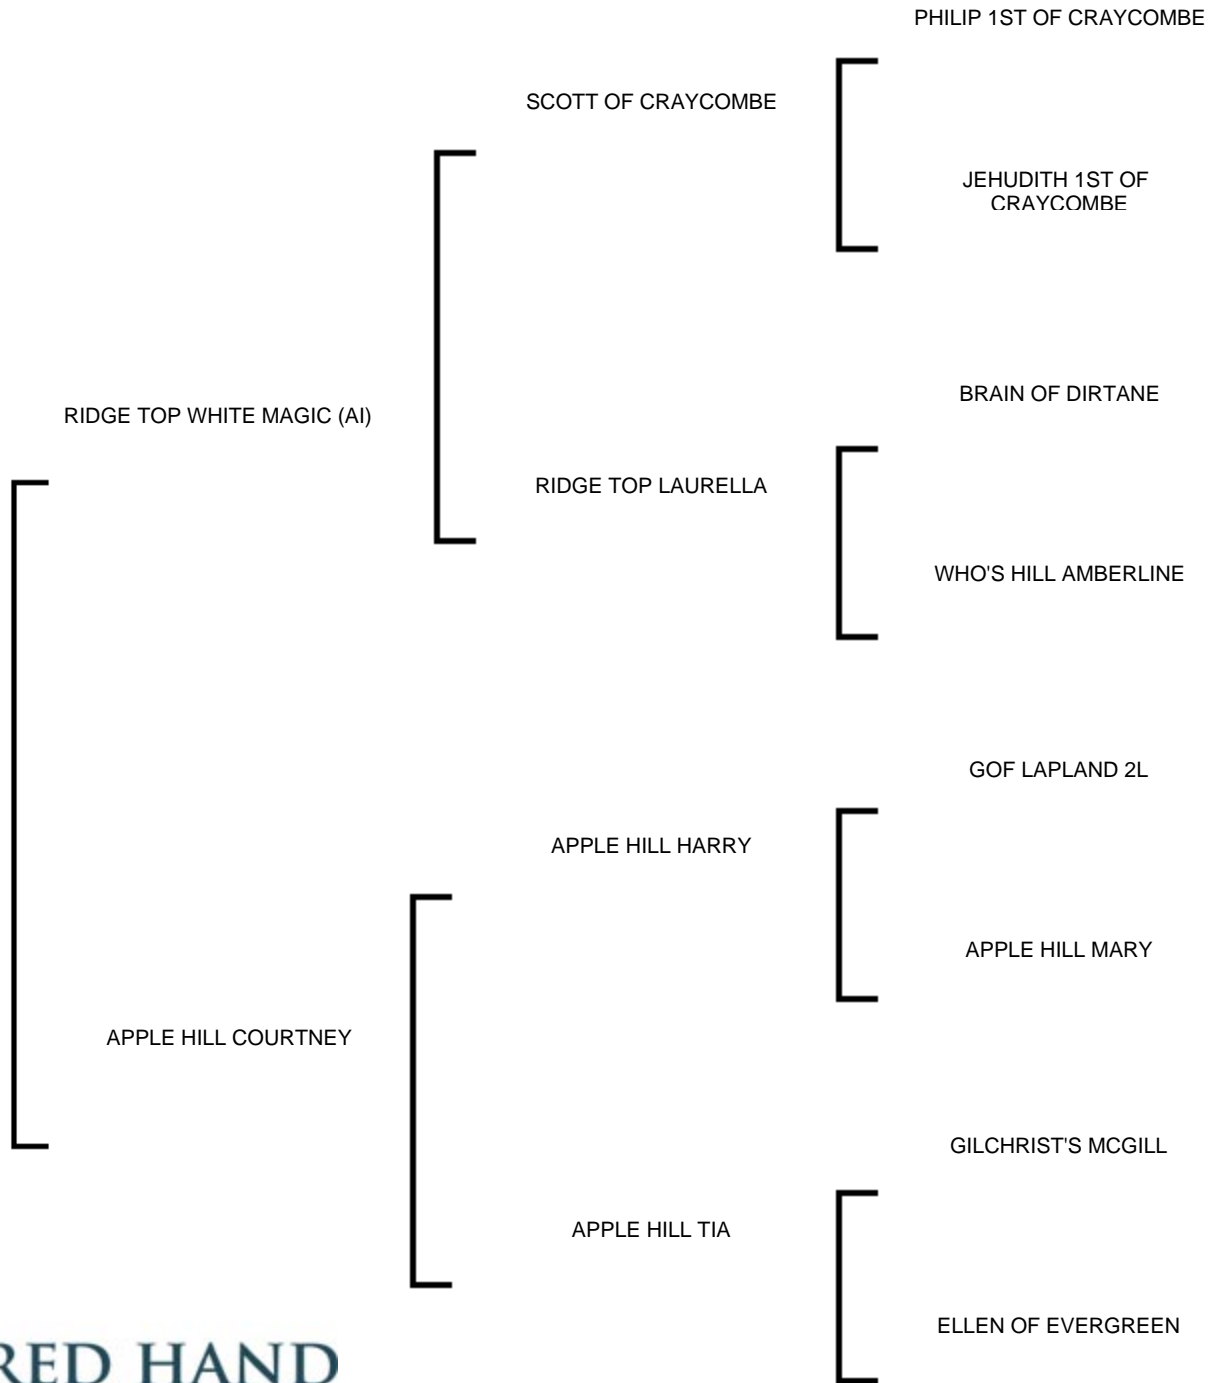 PHILIP 1ST OF CRAYCOMBE
SCOTT OF CRAYCOMBE
JEHUDITH 1ST OF
CRAYCOMBE
BRAIN OF DIRTANE
RIDGE TOP WHITE MAGIC (AI)
RIDGE TOP LAURELLA
WHO'S HILL AMBERLINE
GOF LAPLAND 2L
APPLE HILL HARRY
APPLE HILL MARY
APPLE HILL COURTNEY
GILCHRIST'S MCGILL
APPLE HILL TIA
ELLEN OF EVERGREEN
RED HAND